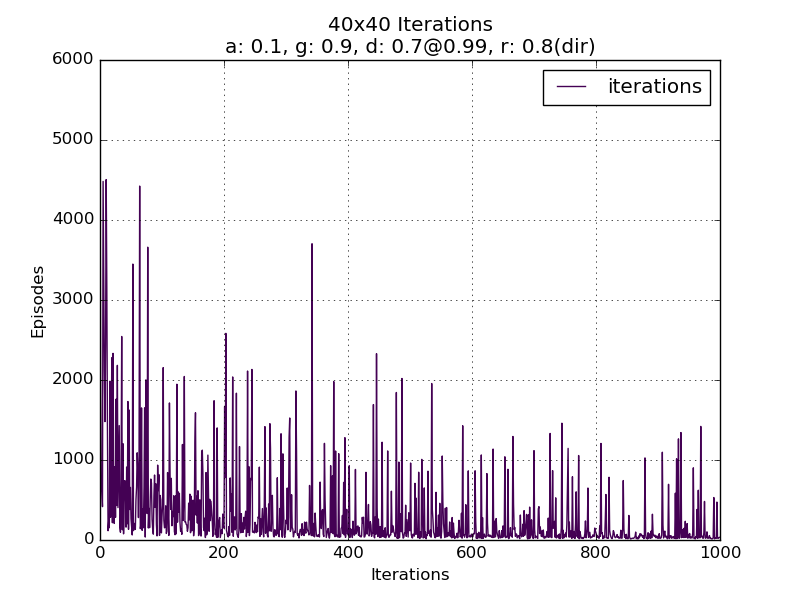 40x40 Iterations
a: 0.1, g: 0.9, d: 0.7@0.99, r: 0.8(dir)
iterations
6000
5000
4000
3000
2000
1000
0
Episodes
0 200 400 600 800 1000
Iterations